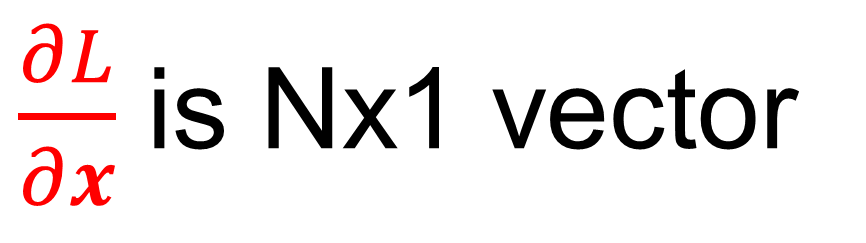 ∂L/∂x is Nx1 vector